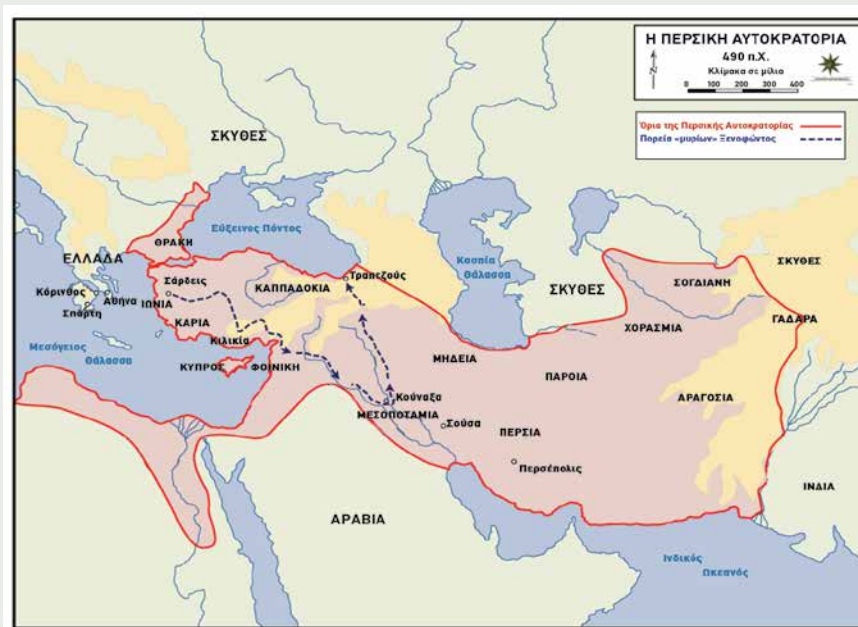 Η ΠΕΡΣΙΚΗ ΑΥΤΟΚΡΑΤΟΡΙΑ
490 π.Χ.
Κλίμακα σε μίλια
N
0 100 200 300 400
Όρια της Περσικής Αυτοκρατορίας
Πορεία «μυρίων» Ξενοφώντος
ΣΚΥΘΕΣ
ΘΡΑΚΗ
Εύξεινος Πόντος
ΕΛΛΑΔΑ
Κόρινθος
Αθήνα
Σπάρτη
ΙΩΝΙΑ
Σάρδεις
ΚΑΠΠΑΔΟΚΙΑ
Τραπεζούς
ΚΑΡΙΑ
Κιλικία
Μεσόγειος
Θάλασσα
ΚΥΠΡΟΣ
ΦΟΙΝΙΚΗ
Κασπία
Θάλασσα
ΣΚΥΘΕΣ
ΣΟΓΔΙΑΝΗ
ΣΚΥΘΕΣ
ΧΟΡΑΣΜΙΑ
ΓΑΔΑΡΑ
ΜΗΔΕΙΑ
ΠΑΡΟΙΑ
ΑΡΑΓΟΣΙΑ
Κούναξα
ΜΕΣΟΠΟΤΑΜΙΑ
Σούσα
ΠΕΡΣΙΑ
Περσέπολις
ΙΝΔΙΑ
ΑΡΑΒΙΑ
Ινδικός
Ωκεανός